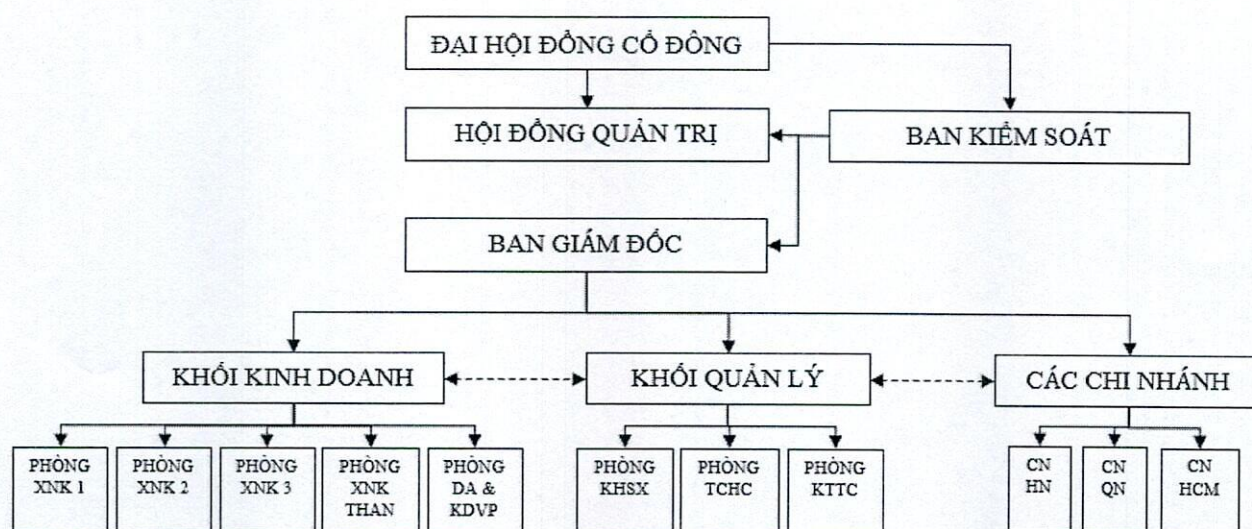 ĐẠI HỘI ĐỒNG CỔ ĐÔNG
HỘI ĐỒNG QUẢN TRỊ
BAN KIỂM SOÁT
BAN GIÁM ĐỐC
KHỐI KINH DOANH
KHỐI QUẢN LÝ
CÁC CHI NHÁNH
PHÒNG
XNK 1
PHÒNG
XNK 2
PHÒNG
XNK 3
PHÒNG
XNK
THAN
PHÒNG
DA &
KDVP
PHÒNG
KHSX
PHÒNG
TCHC
PHÒNG
KTTC
CN
HN
CN
QN
CN
HCM